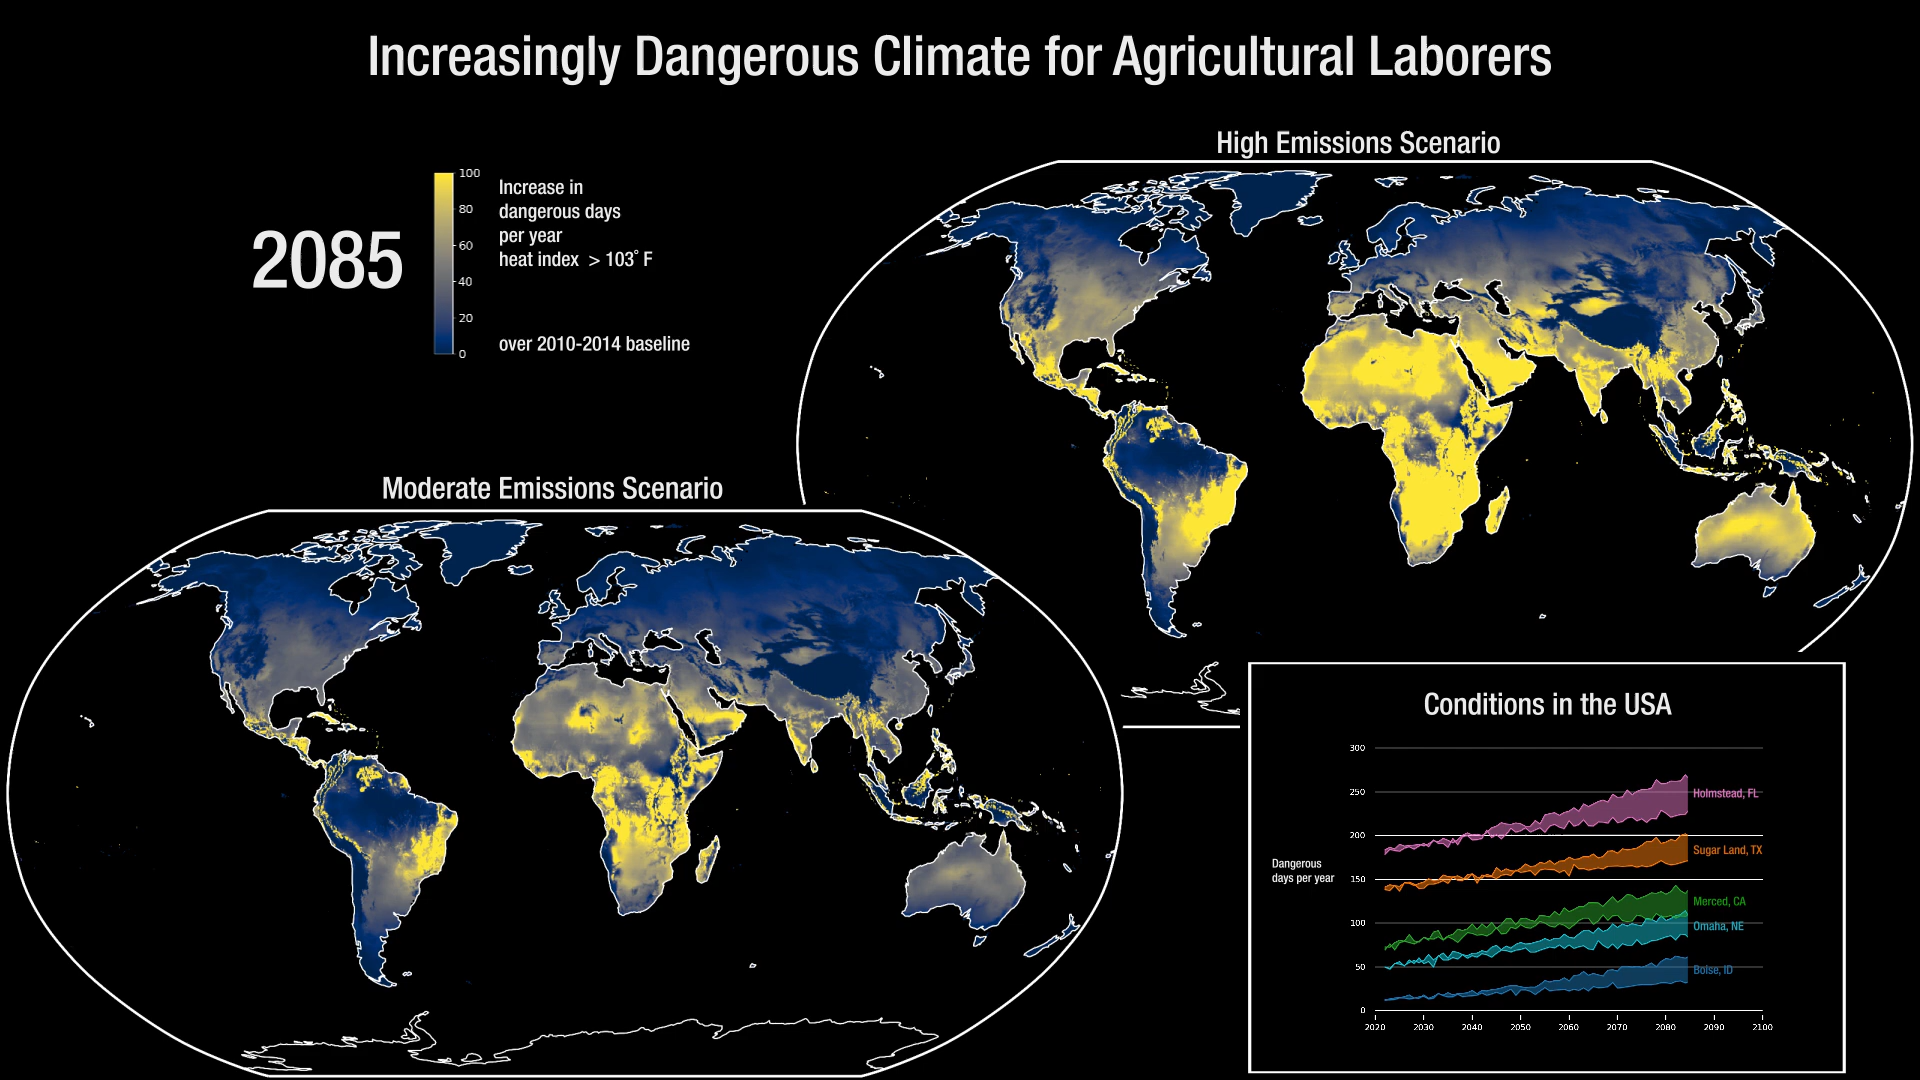 Increasingly Dangerous Climate for Agricultural Laborers
High Emissions Scenario
2085
100
80
60
40
20
0
Increase in
dangerous days
per year
heat index > 103° F
over 2010-2014 baseline
Moderate Emissions Scenario
Conditions in the USA
Dangerous
days per year
300
250
200
150
100
50
0
Holmstead, FL
Sugar Land, TX
Merced, CA
Omaha, NE
Boise, ID
2020 2030 2040 2050 2060 2070 2080 2090 2100